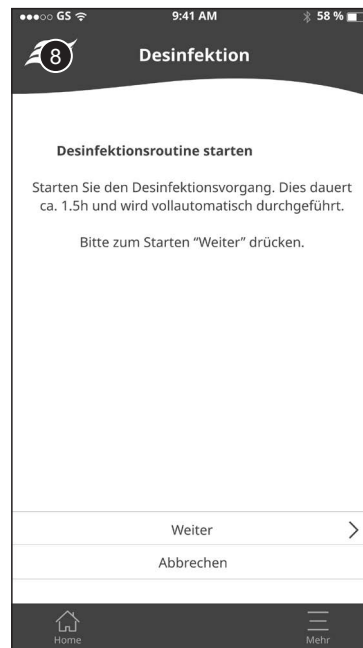 GS 9:41 AM 58 %
8 Desinfektion
Desinfektionsroutine starten
Starten Sie den Desinfektionsvorgang. Dies dauert
ca. 1.5h und wird vollautomatisch durchgeführt.
Bitte zum Starten “Weiter” drücken.
Weiter
Abbrechen
Home Mehr